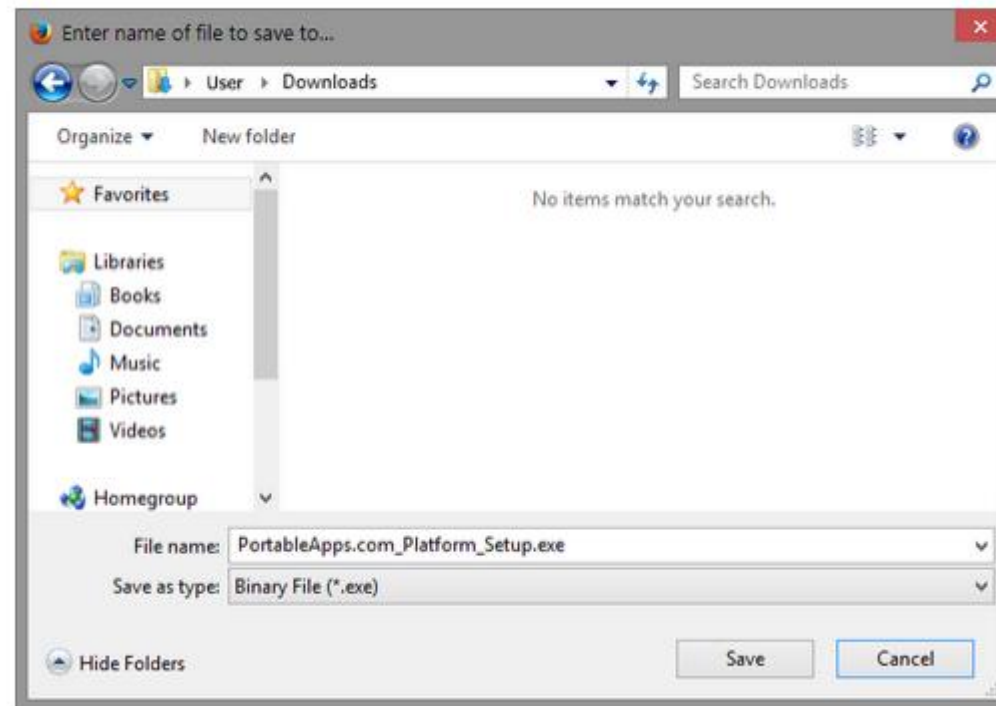 Enter name of file to save to...
User Downloads
Search Downloads
Organize
New folder
Favorites
No items match your search.
Libraries
Books
Documents
Music
Pictures
Videos
Homegroup
File name: PortableApps.com_Platform_Setup.exe
Save as type: Binary File (*.exe)
Hide Folders
Save
Cancel